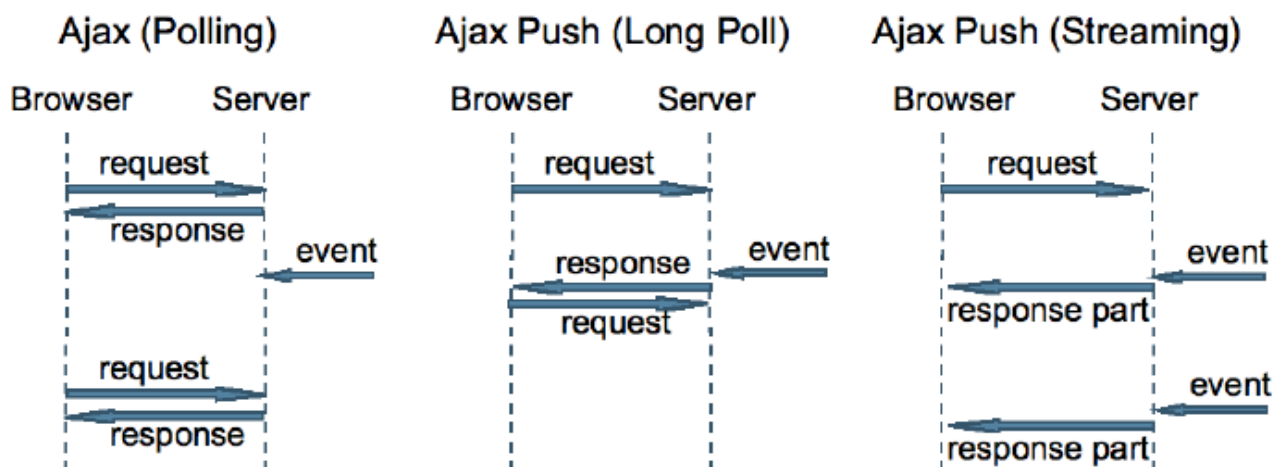 Ajax (Polling)
Browser Server
request
response
event
request
response
Ajax Push (Long Poll)
Browser Server
request
event
response
request
Ajax Push (Streaming)
Browser Server
request
event
response part
event
response part